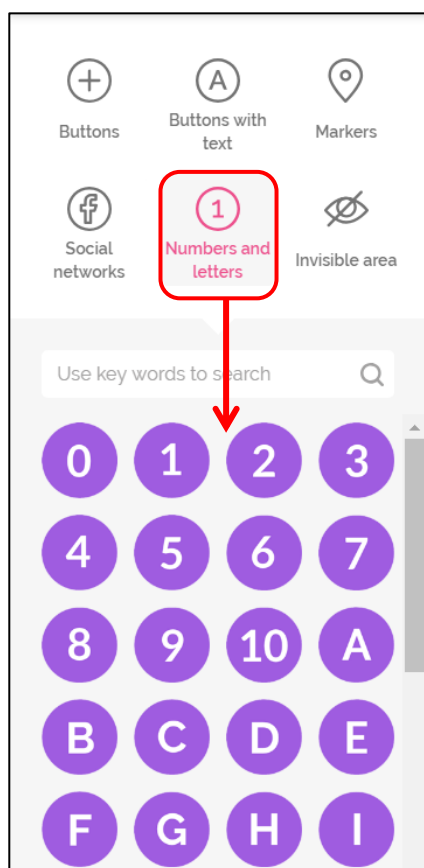 A
Buttons
Buttons with
text
Markers
f
1
Social
networks
Numbers and
letters
Invisible area
Use key words to search
0 1 2 3
4 5 6 7
8 9 10 A
B C D E
F G H I